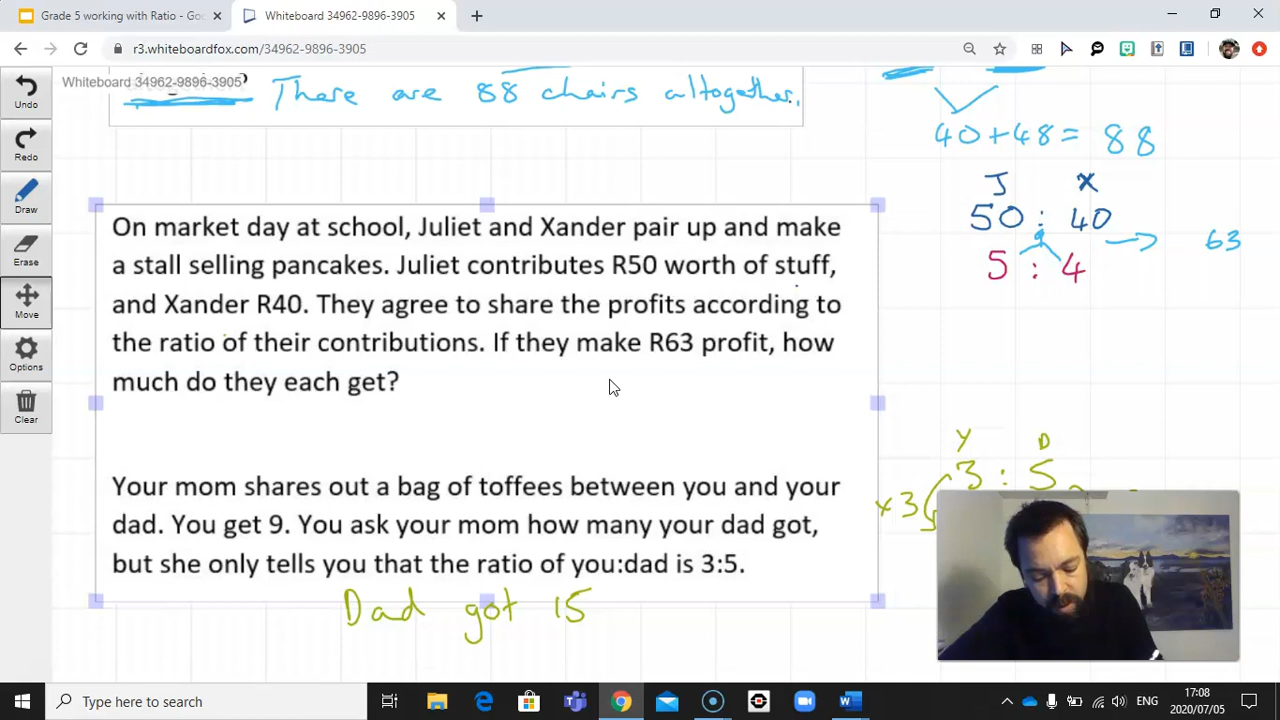 Grade 5 working with Ratio - Goo
Whiteboard 34962-9896-3905
r3.whiteboardfox.com/34962-9896-3905
Undo
Redo
Draw
Erase
Move
Options
Clear
Whiteboard 34962-9896-3905
There are 88 chairs altogether.
40+48= 88
J X
50 : 40
→ 63
5 : 4
On market day at school, Juliet and Xander pair up and make
a stall selling pancakes. Juliet contributes R50 worth of stuff,
and Xander R40. They agree to share the profits according to
the ratio of their contributions. If they make R63 profit, how
much do they each get?
Y D
3 : 5
×3
Your mom shares out a bag of toffees between you and your
dad. You get 9. You ask your mom how many your dad got,
but she only tells you that the ratio of you:dad is 3:5.
Dad got 15
Type here to search
ENG
17:08
2020/07/05